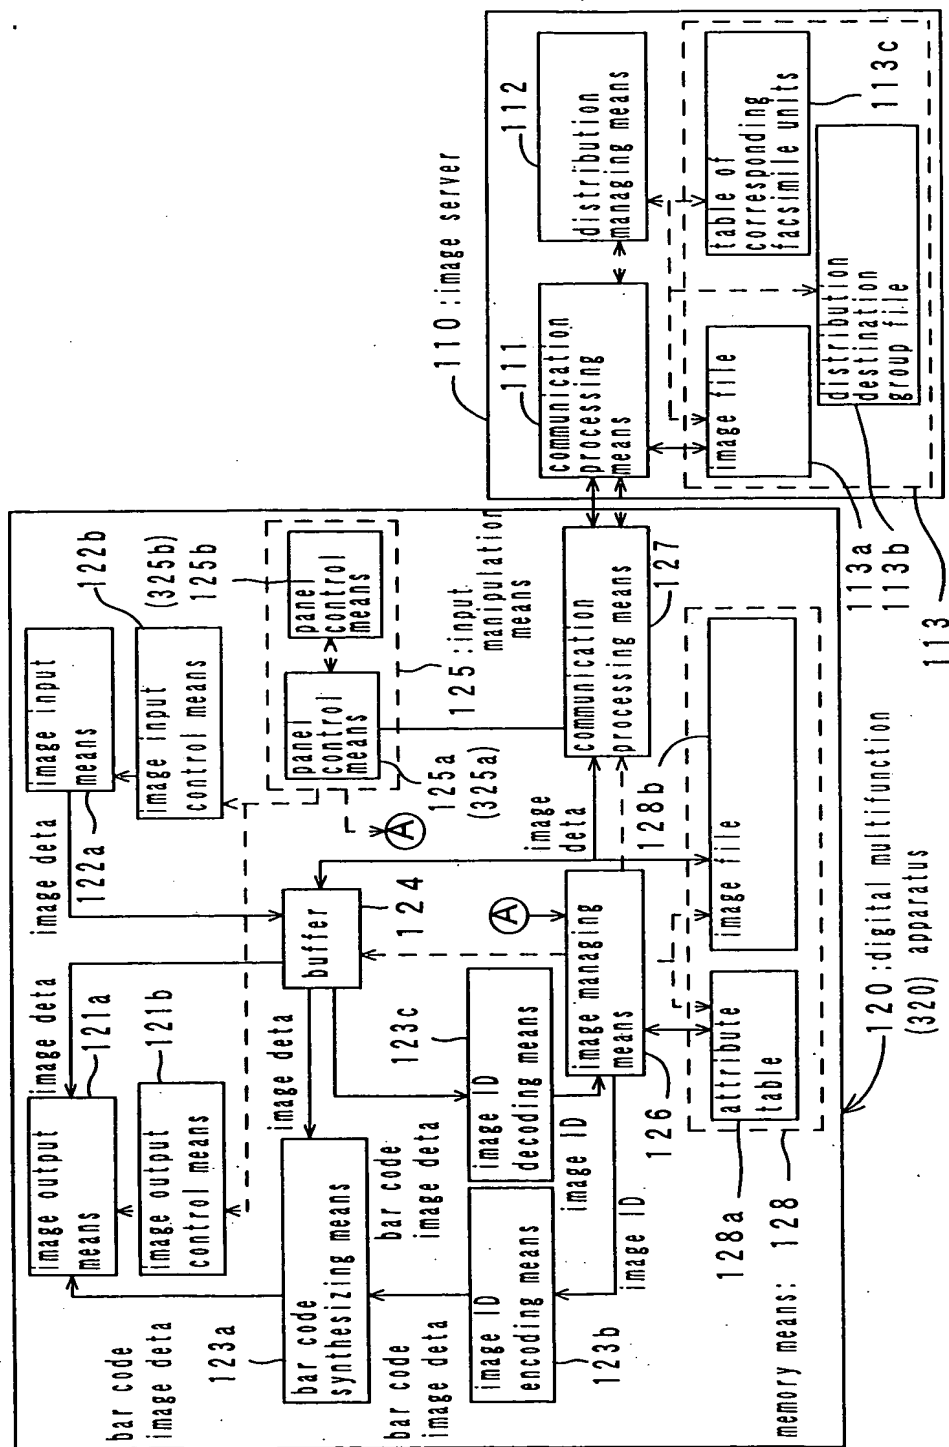 image deta
image input
means
122a
122b
image input
control means
image deta
image output
means
121a
121b
image output
control means
bar code
image deta
123a
bar code
synthesizing means
image deta
buffer
124
panel
control
means
panel
control
means
(325b)
125b
125a
(325a)
125 : input
manipulation
means
A
A
bar code
image deta
123c
image ID
decoding means
bar code
image deta
image ID
encoding means
123b
image ID
image ID
image managing
means
126
image
deta
communication
processing means
127
128b
image file
attribute
table
128a
memory means: 128
120 : digital multifunction
(320) apparatus
110 : image server
111
communication
processing
means
112
distribution
managing means
image file
table of
corresponding
facsimile units
113c
distribution
destination
group file
113a
113b
113